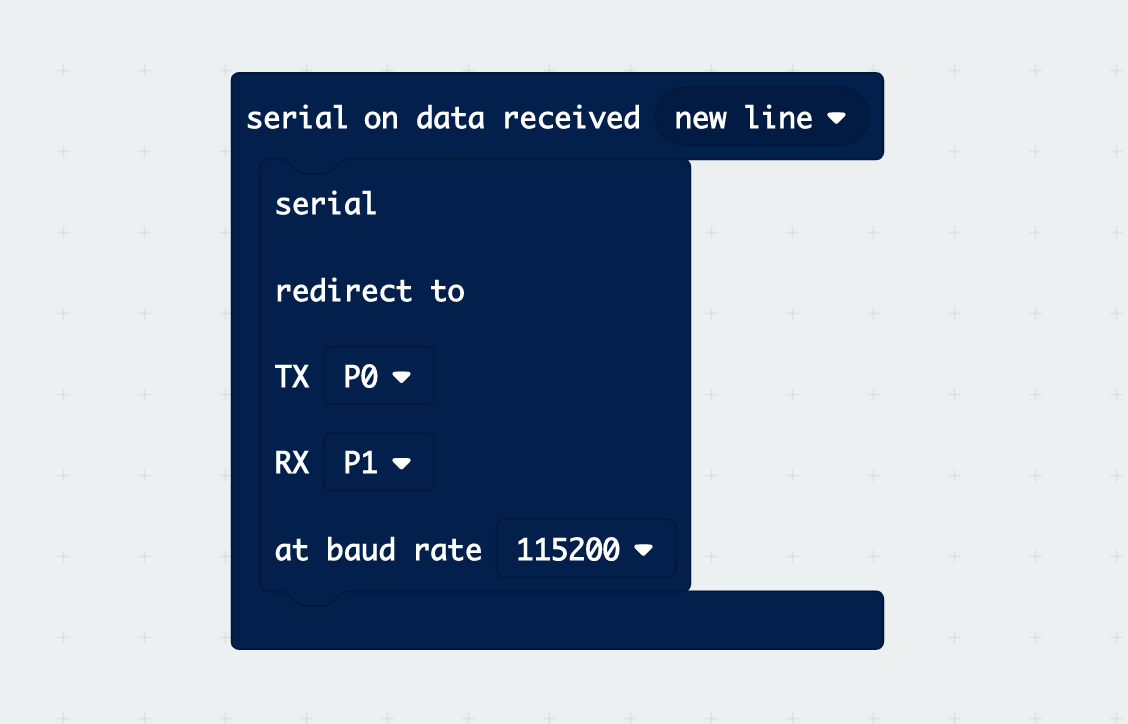 serial on data received new line
serial
redirect to
TX P0
RX P1
at baud rate 115200